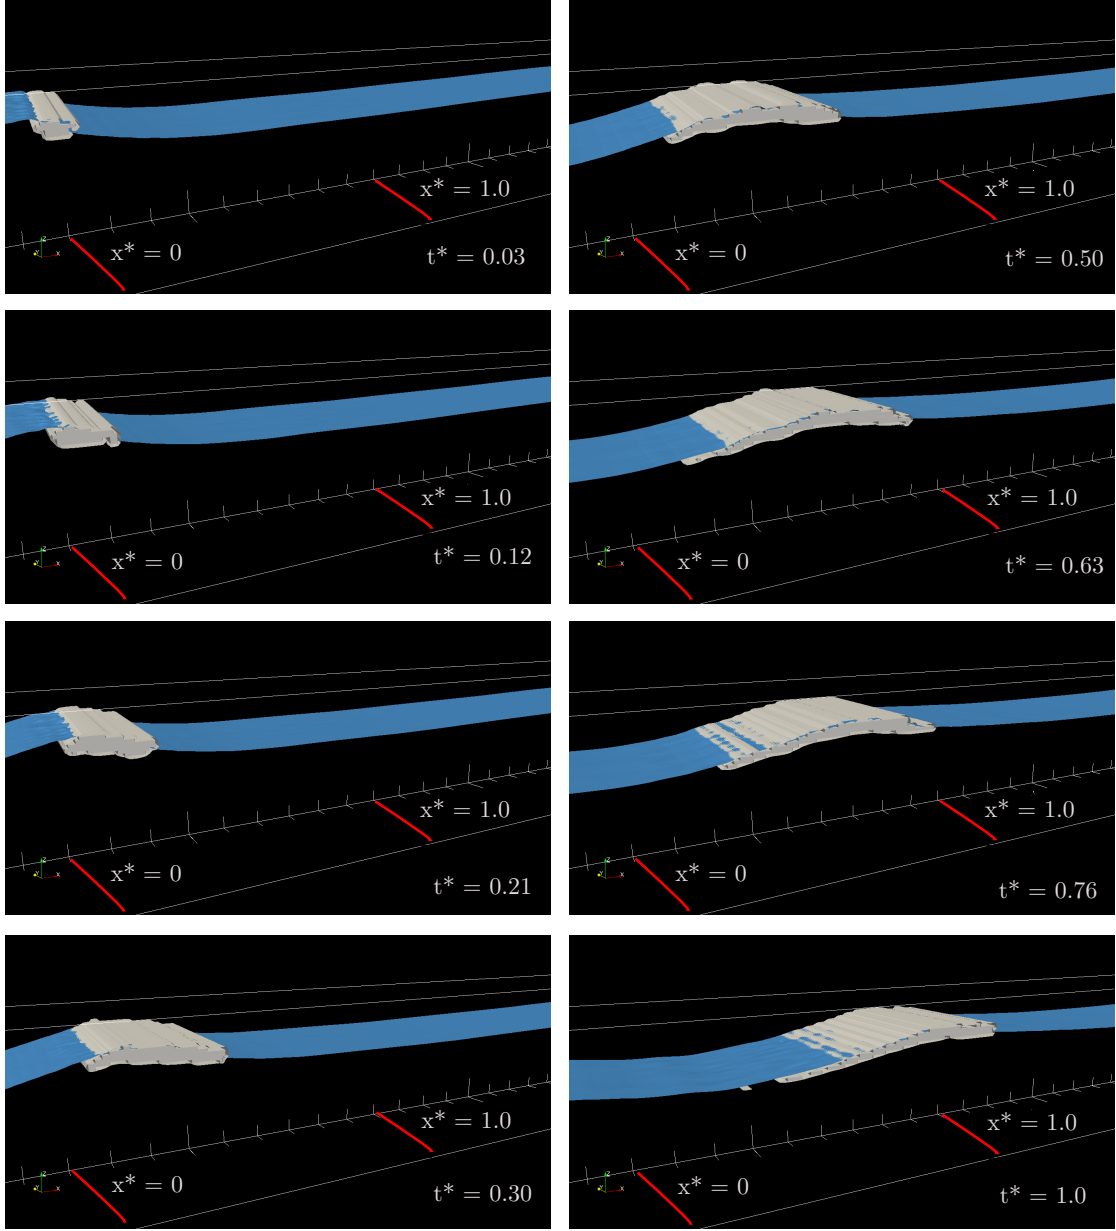 x* = 1.0
x* = 0
t* = 0.03
x* = 1.0
x* = 0
t* = 0.50
x* = 1.0
x* = 0
t* = 0.12
x* = 1.0
x* = 0
t* = 0.63
x* = 1.0
x* = 0
t* = 0.21
x* = 1.0
x* = 0
t* = 0.76
x* = 1.0
x* = 0
t* = 0.30
x* = 1.0
x* = 0
t* = 1.0